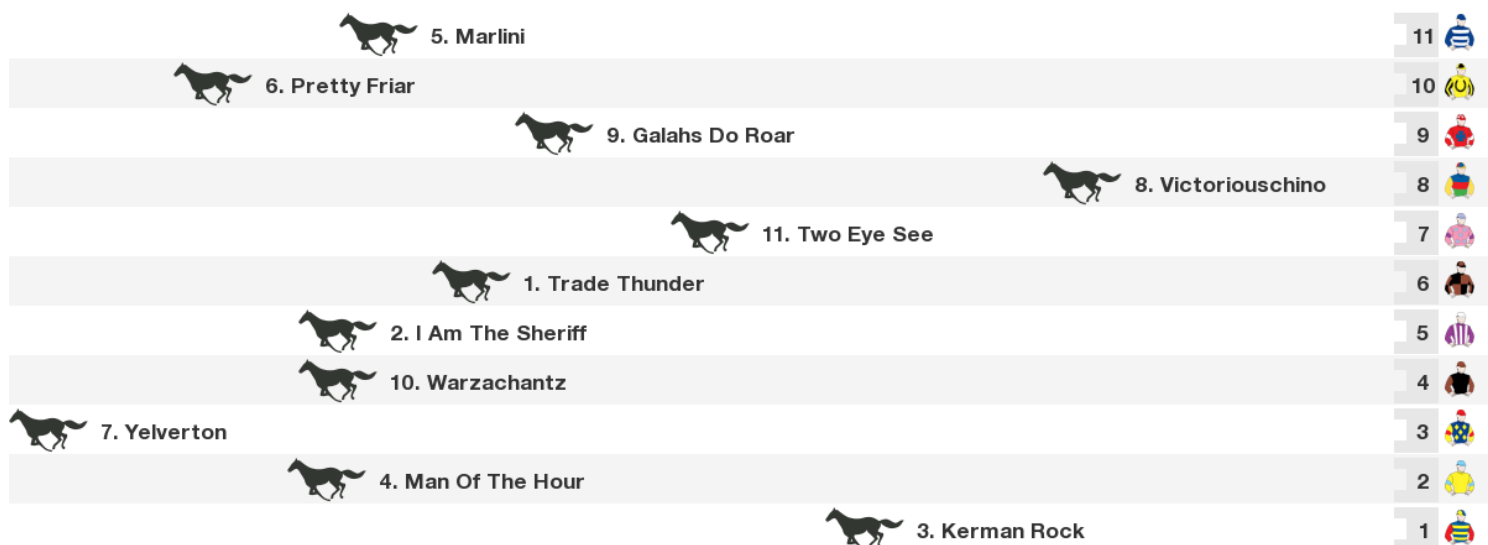 5. Marlini 11
6. Pretty Friar 10
9. Galahs Do Roar 9
8. Victoriouschino 8
11. Two Eye See 7
1. Trade Thunder 6
2. I Am The Sheriff 5
10. Warzachantz 4
7. Yelverton 3
4. Man Of The Hour 2
3. Kerman Rock 1